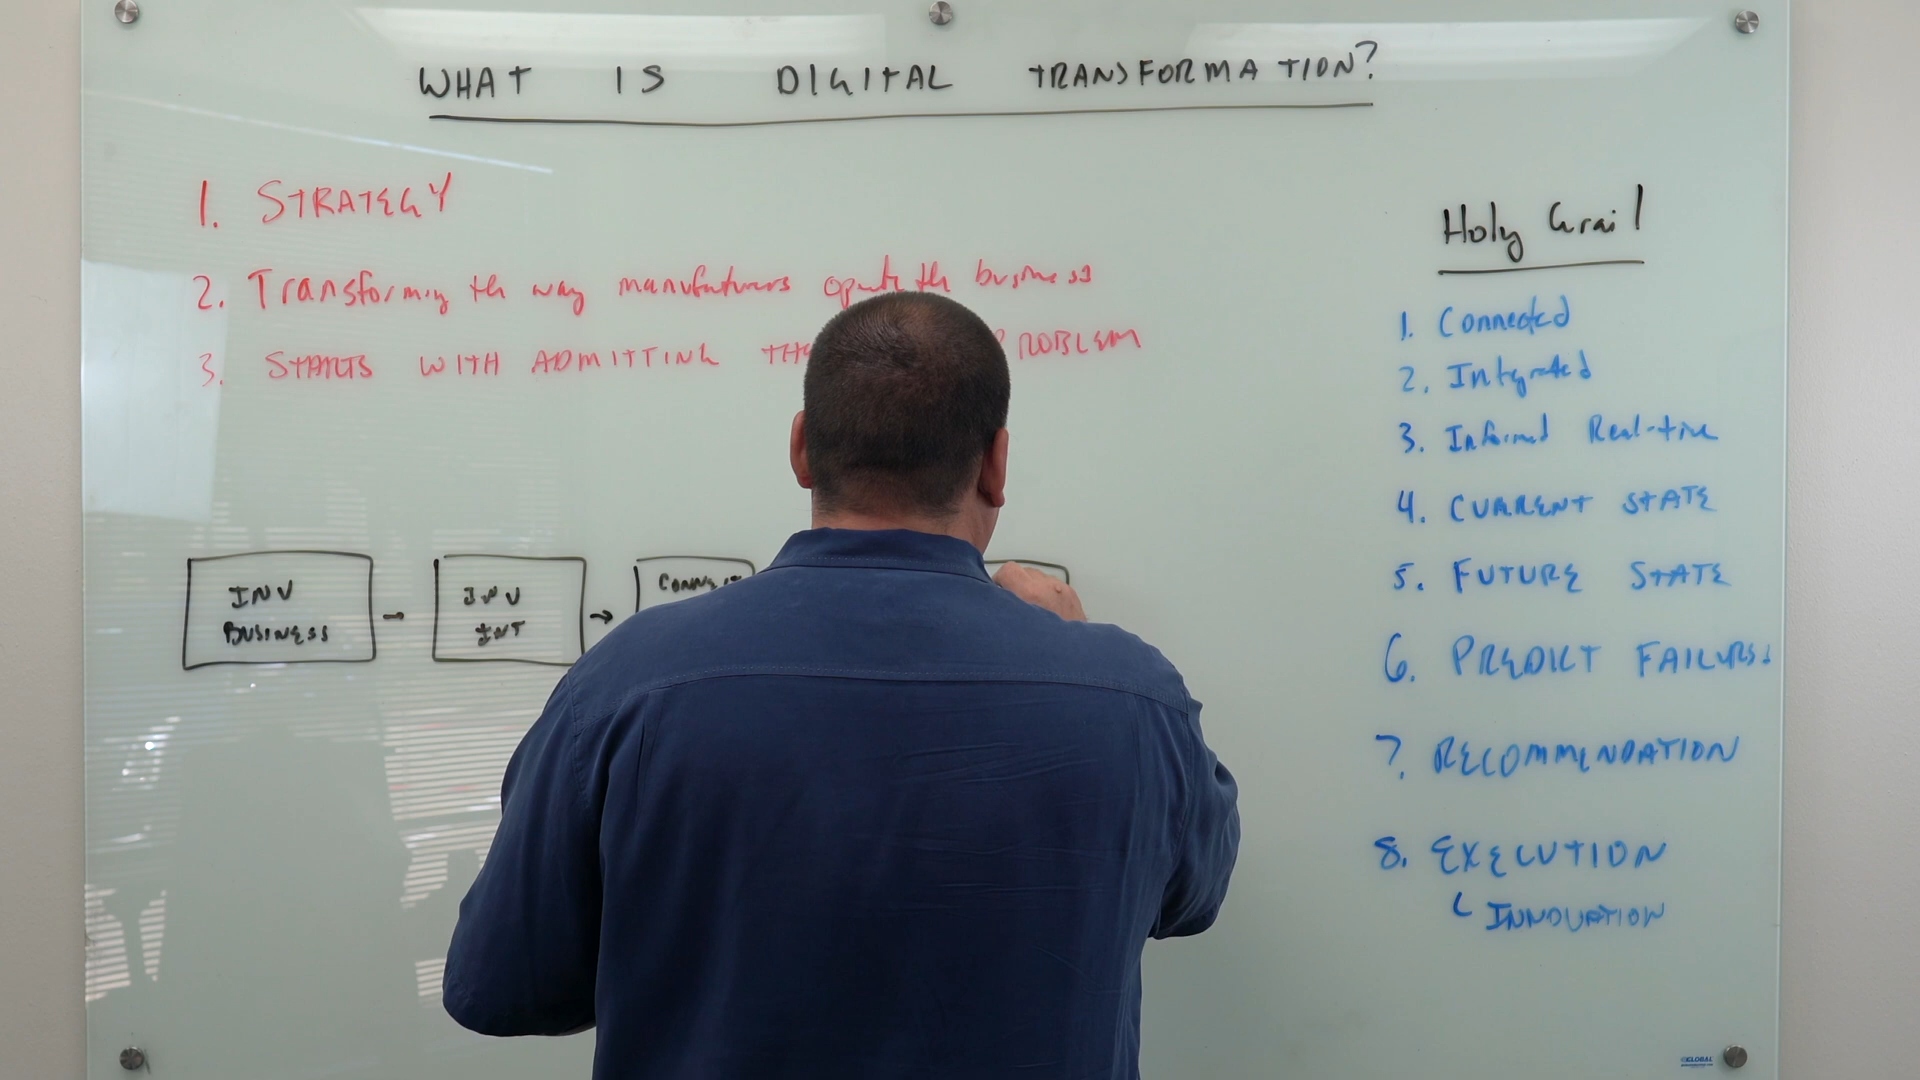 WHAT IS DIGITAL TRANSFORMATION?
1. STRATEGY
2. Transforming the way manufacturers operate the business
3. STARTS WITH ADMITTING PROBLEM
INV
BUSINESS
→
INV
INT
→
Holy Grail
1. Connected
2. Integrated
3. Informed Real-time
4. CURRENT STATE
5. FUTURE STATE
6. PREDICT FAILURES
7. RECOMMENDATION
8. EXECUTION
INNOVATION